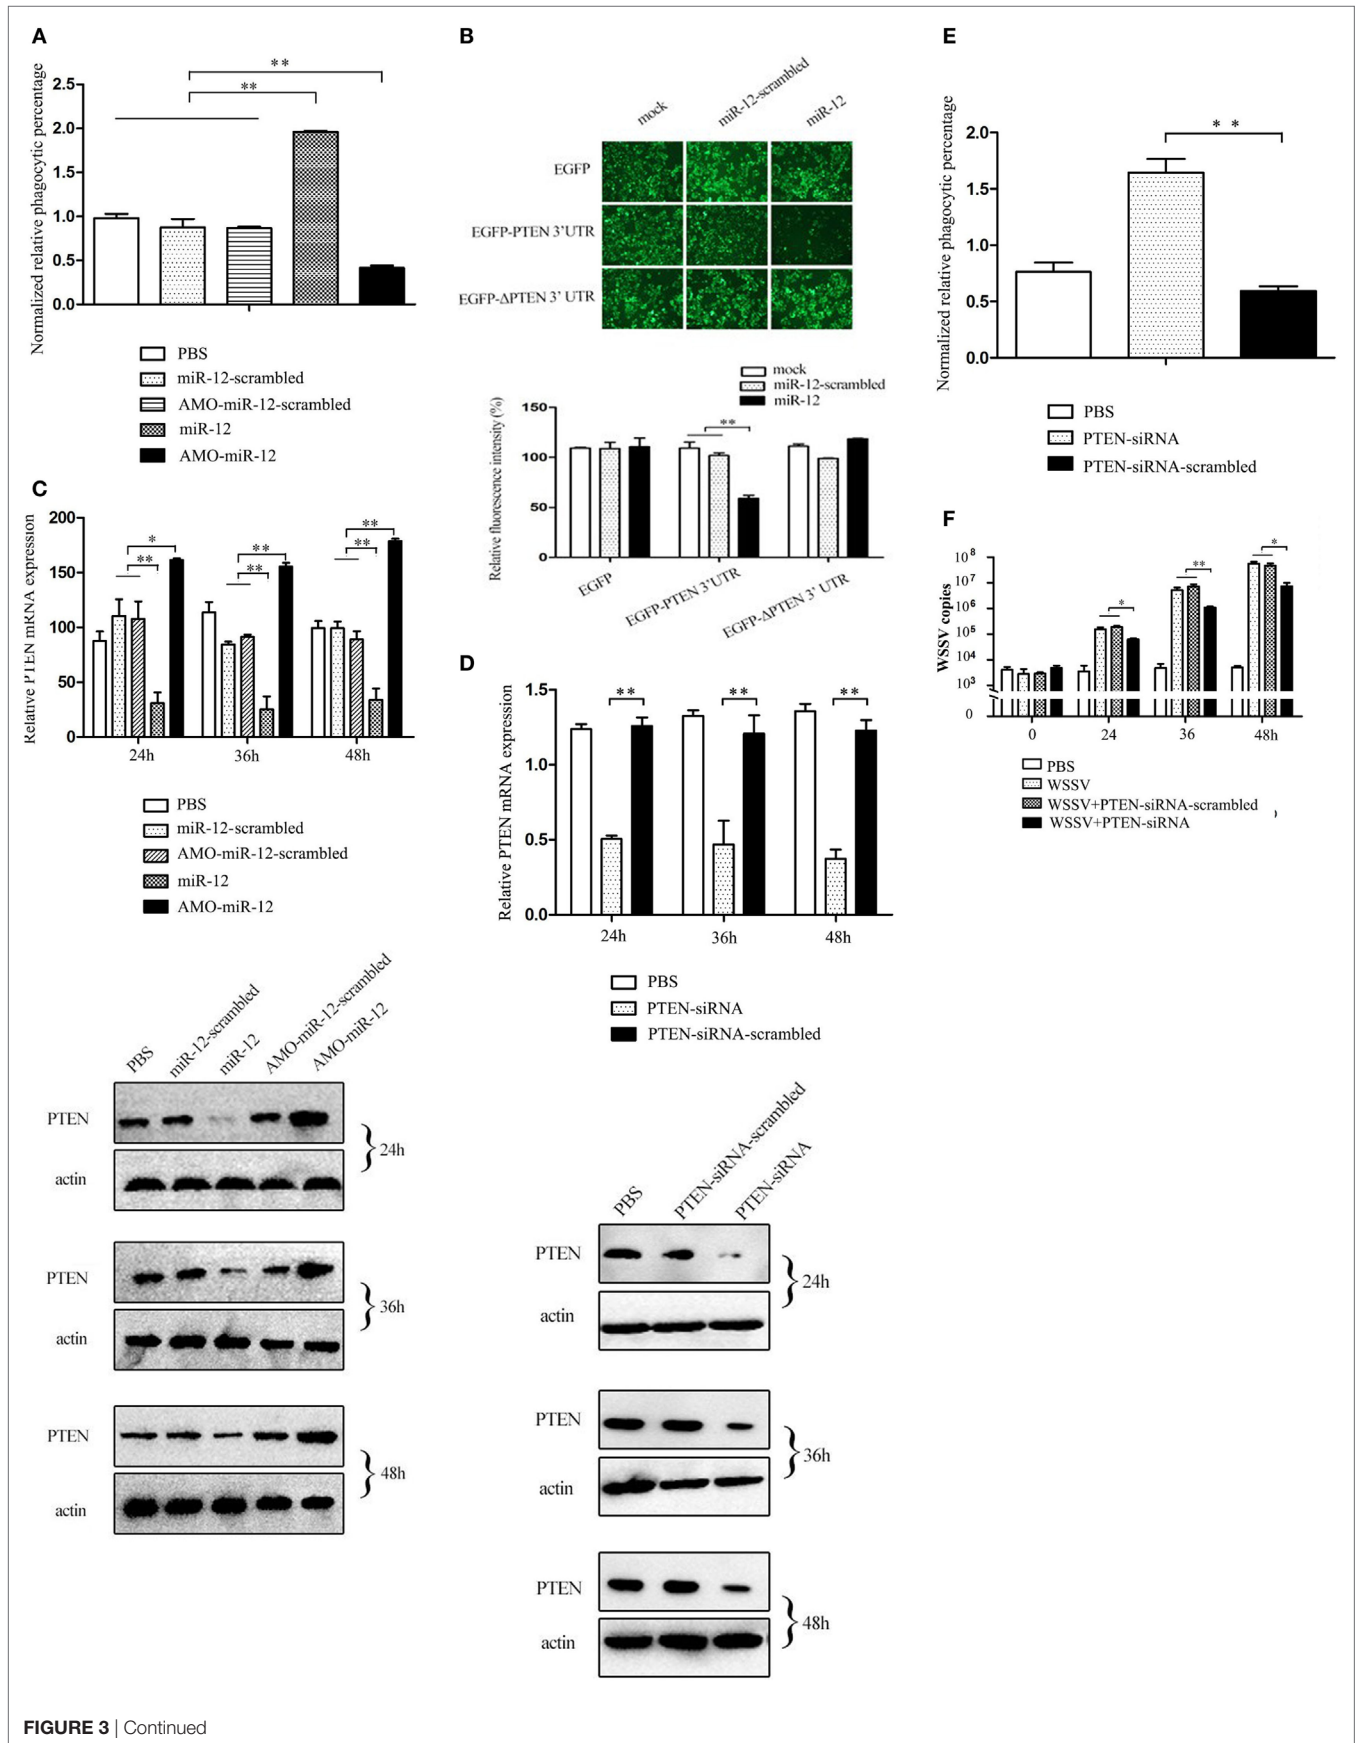 A
Normalized relative phagocytic percentage
2.5
2.0
1.5
1.0
0.5
0.0
**
**
PBS
miR-12-scrambled
AMO-miR-12-scrambled
miR-12
AMO-miR-12
B
mock
miR-12-scrambled
miR-12
EGFP
EGFP-PTEN 3’UTR
EGFP-ΔPTEN 3’ UTR
mock
miR-12-scrambled
miR-12
Relative fluorescence intensity (%)
150
100
50
0
**
EGFP
EGFP-PTEN 3’UTR
EGFP-ΔPTEN 3’ UTR
C
Relative PTEN mRNA expression
200
150
100
50
0
*
**
**
**
**
**
24h
36h
48h
PBS
miR-12-scrambled
AMO-miR-12-scrambled
miR-12
AMO-miR-12
PBS
miR-12-scrambled
miR-12
AMO-miR-12-scrambled
AMO-miR-12
PTEN
actin
24h
PTEN
actin
36h
PTEN
actin
48h
D
Relative PTEN mRNA expression
1.5
1.0
0.5
0.0
**
**
**
24h
36h
48h
PBS
PTEN-siRNA
PTEN-siRNA-scrambled
PBS
PTEN-siRNA-scrambled
PTEN-siRNA
PTEN
actin
24h
PTEN
actin
36h
PTEN
actin
48h
E
Normalized relative phagocytic percentage
2.0
1.5
1.0
0.5
0.0
* *
PBS
PTEN-siRNA
PTEN-siRNA-scrambled
F
WSSV copies
10⁸
10⁷
10⁶
10⁵
10⁴
10³
0
*
**
*
0
24
36
48h
PBS
WSSV
WSSV+PTEN-siRNA-scrambled
WSSV+PTEN-siRNA
FIGURE 3 | Continued